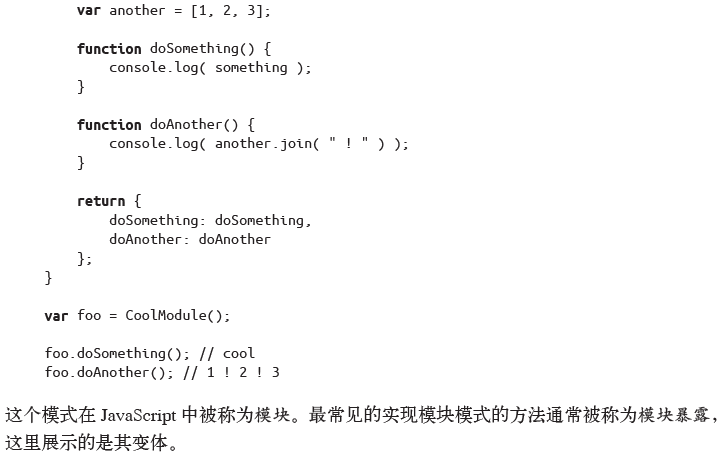 var another = [1, 2, 3];
function doSomething() {
console.log( something );
}
function doAnother() {
console.log( another.join( " ! " ) );
}
return {
doSomething: doSomething,
doAnother: doAnother
};
}
var foo = CoolModule();
foo.doSomething(); // cool
foo.doAnother(); // 1 ! 2 ! 3
这个模式在 JavaScript 中被称为模块。最常见的实现模块模式的方法通常被称为模块暴露，
这里展示的是其变体。